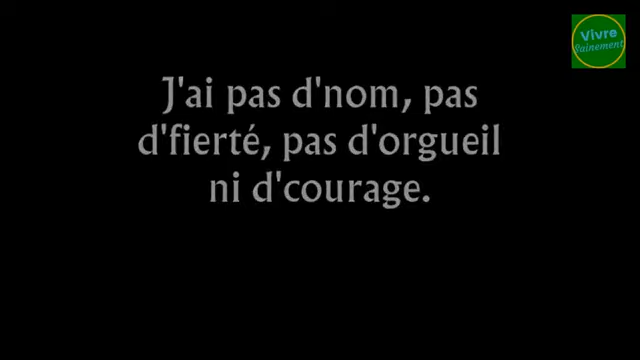 Vivre
Sainement
J'ai pas d'nom, pas
d'fierté, pas d'orgueil
ni d'courage.